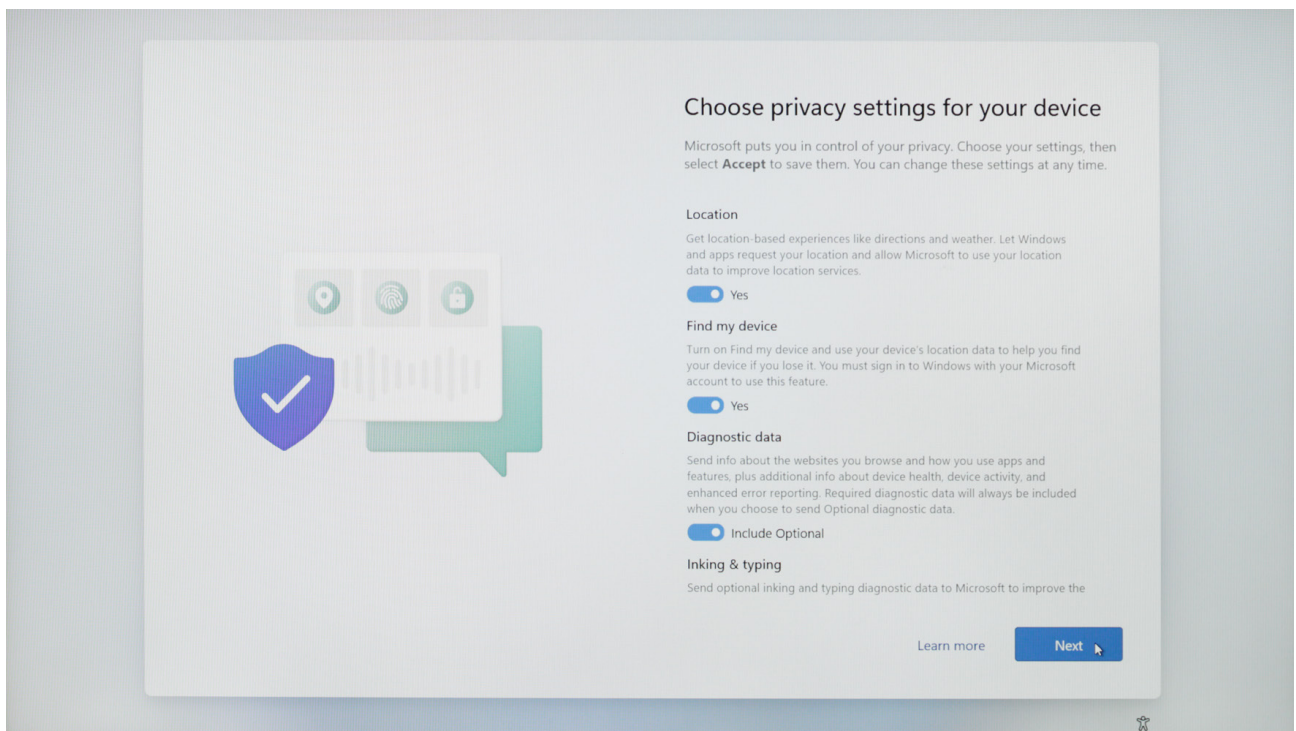 Choose privacy settings for your device
Microsoft puts you in control of your privacy. Choose your settings, then
select Accept to save them. You can change these settings at any time.
Location
Get location-based experiences like directions and weather. Let Windows
and apps request your location and allow Microsoft to use your location
data to improve location services.
Yes
Find my device
Turn on Find my device and use your device's location data to help you find
your device if you lose it. You must sign in to Windows with your Microsoft
account to use this feature.
Yes
Diagnostic data
Send info about the websites you browse and how you use apps and
features, plus additional info about device health, device activity, and
enhanced error reporting. Required diagnostic data will always be included
when you choose to send Optional diagnostic data.
Include Optional
Inking & typing
Send optional inking and typing diagnostic data to Microsoft to improve the
Learn more
Next